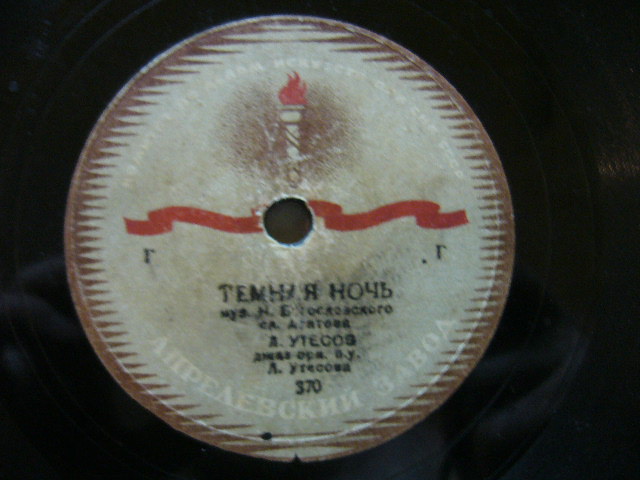 Г Г
ТЕМНАЯ НОЧЬ
муз. Н. Богословского
сл. Агатова
Л. УТЕСОВ
джаз орк. п.у.
Л. Утесова
370
АПРЕЛЕВСКИЙ ЗАВОД